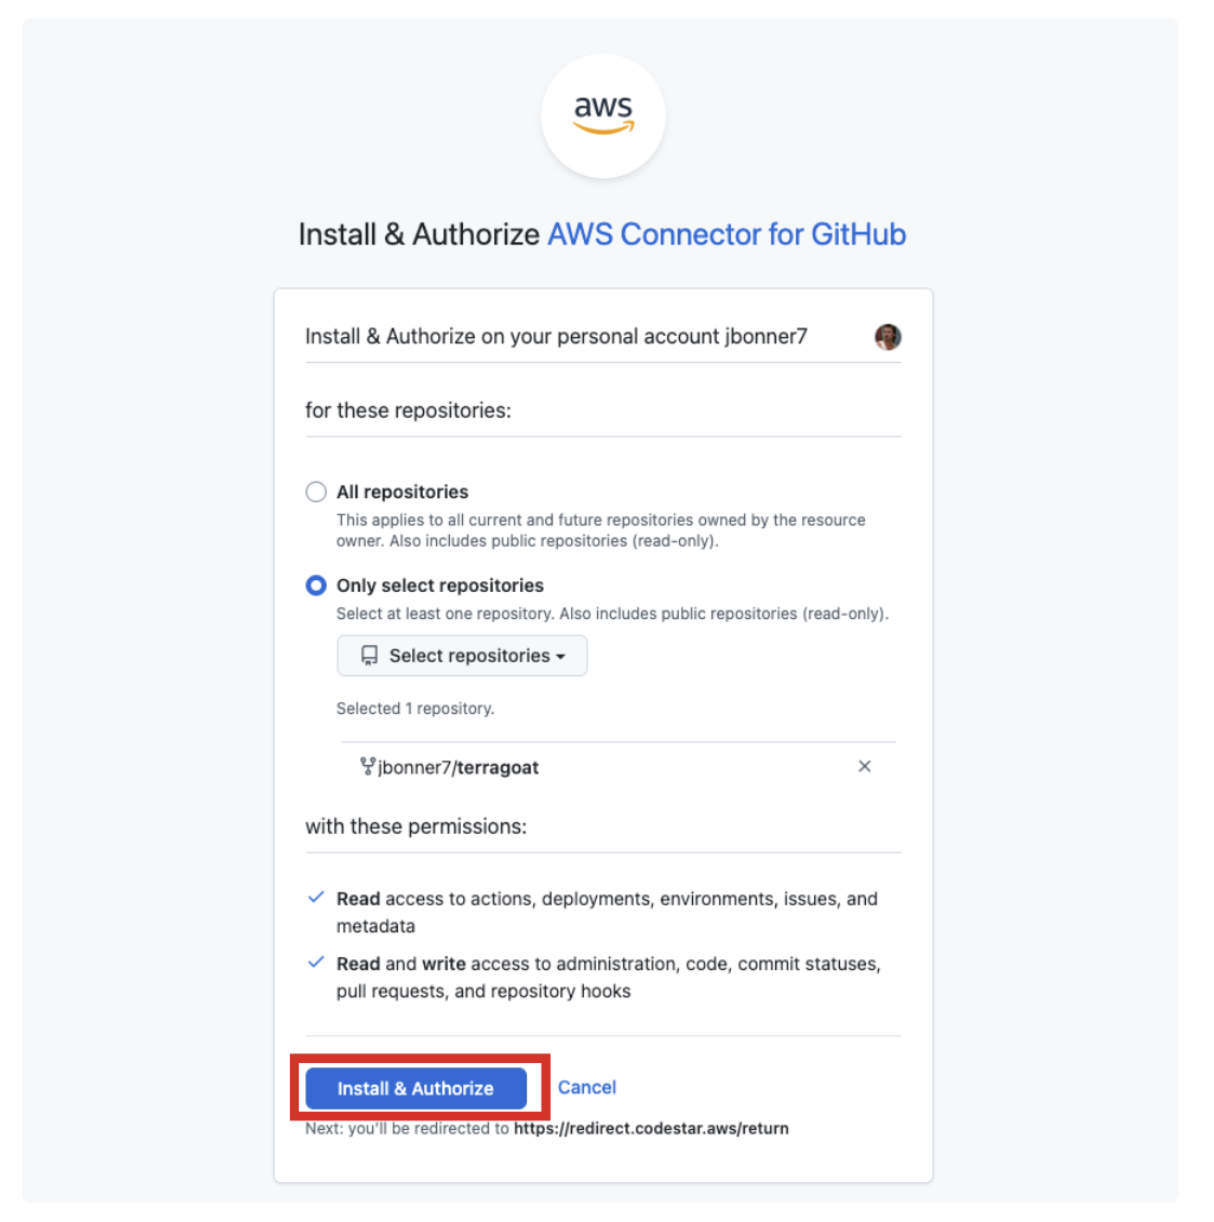 aws
Install & Authorize AWS Connector for GitHub
Install & Authorize on your personal account jbonner7
for these repositories:
All repositories
This applies to all current and future repositories owned by the resource
owner. Also includes public repositories (read-only).
Only select repositories
Select at least one repository. Also includes public repositories (read-only).
Select repositories
Selected 1 repository.
jbonner7/terragoat
with these permissions:
Read access to actions, deployments, environments, issues, and
metadata
Read and write access to administration, code, commit statuses,
pull requests, and repository hooks
Install & Authorize Cancel
Next: you'll be redirected to https://redirect.codestar.aws/return